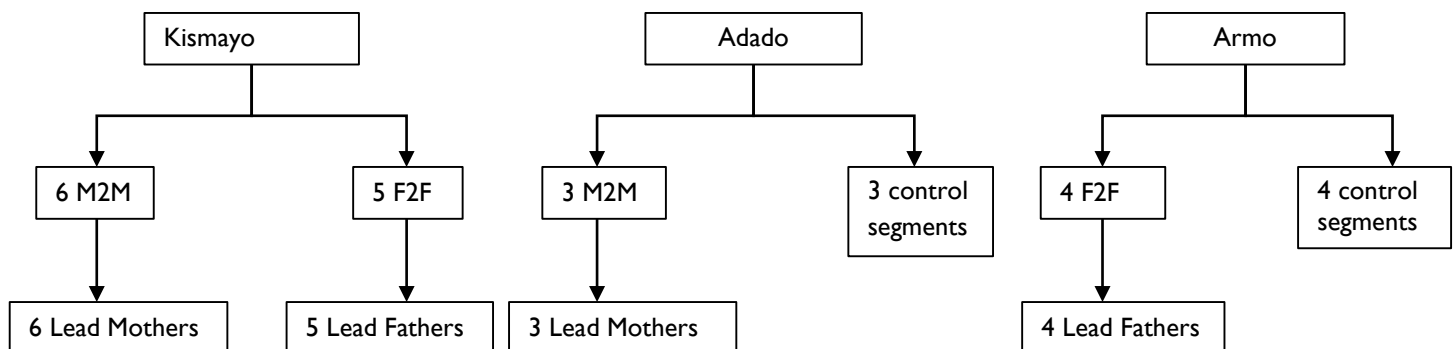 Kismayo
Adado
Armo
6 M2M
5 F2F
3 M2M
3 control
segments
4 F2F
4 control
segments
6 Lead Mothers
5 Lead Fathers
3 Lead Mothers
4 Lead Fathers